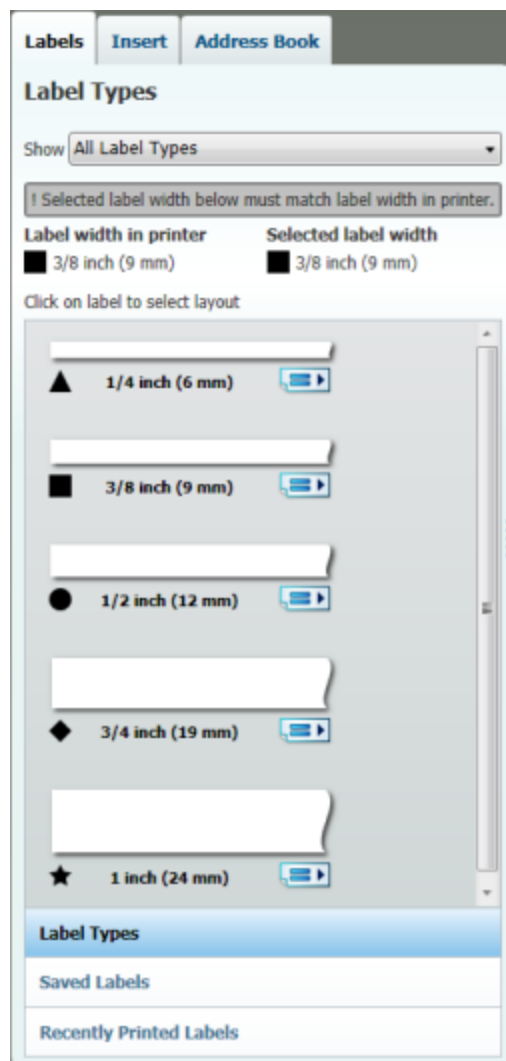 Labels Insert Address Book
Label Types
Show All Label Types
! Selected label width below must match label width in printer.
Label width in printer Selected label width
3/8 inch (9 mm) 3/8 inch (9 mm)
Click on label to select layout
1/4 inch (6 mm)
3/8 inch (9 mm)
1/2 inch (12 mm)
3/4 inch (19 mm)
1 inch (24 mm)
Label Types
Saved Labels
Recently Printed Labels